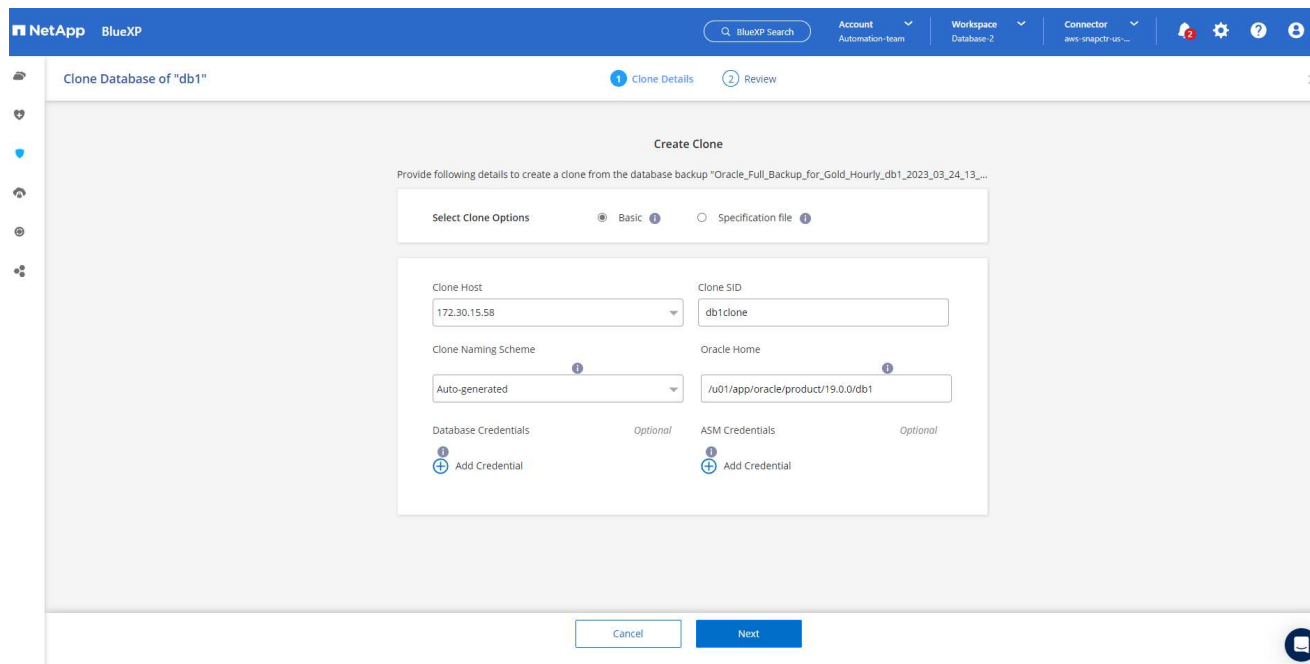 NetApp BlueXP BlueXP Search Account Workspace Connector
Automation-team Database-2 aws-snapctr-us-... 2
Clone Database of "db1" 1 Clone Details 2 Review
Create Clone
Provide following details to create a clone from the database backup "Oracle_Full_Backup_for_Gold_Hourly_db1_2023_03_24_13_...
Select Clone Options Basic Specification file
Clone Host Clone SID
172.30.15.58 db1clone
Clone Naming Scheme Oracle Home
Auto-generated /u01/app/oracle/product/19.0.0/db1
Database Credentials Optional ASM Credentials Optional
Add Credential Add Credential
Cancel Next